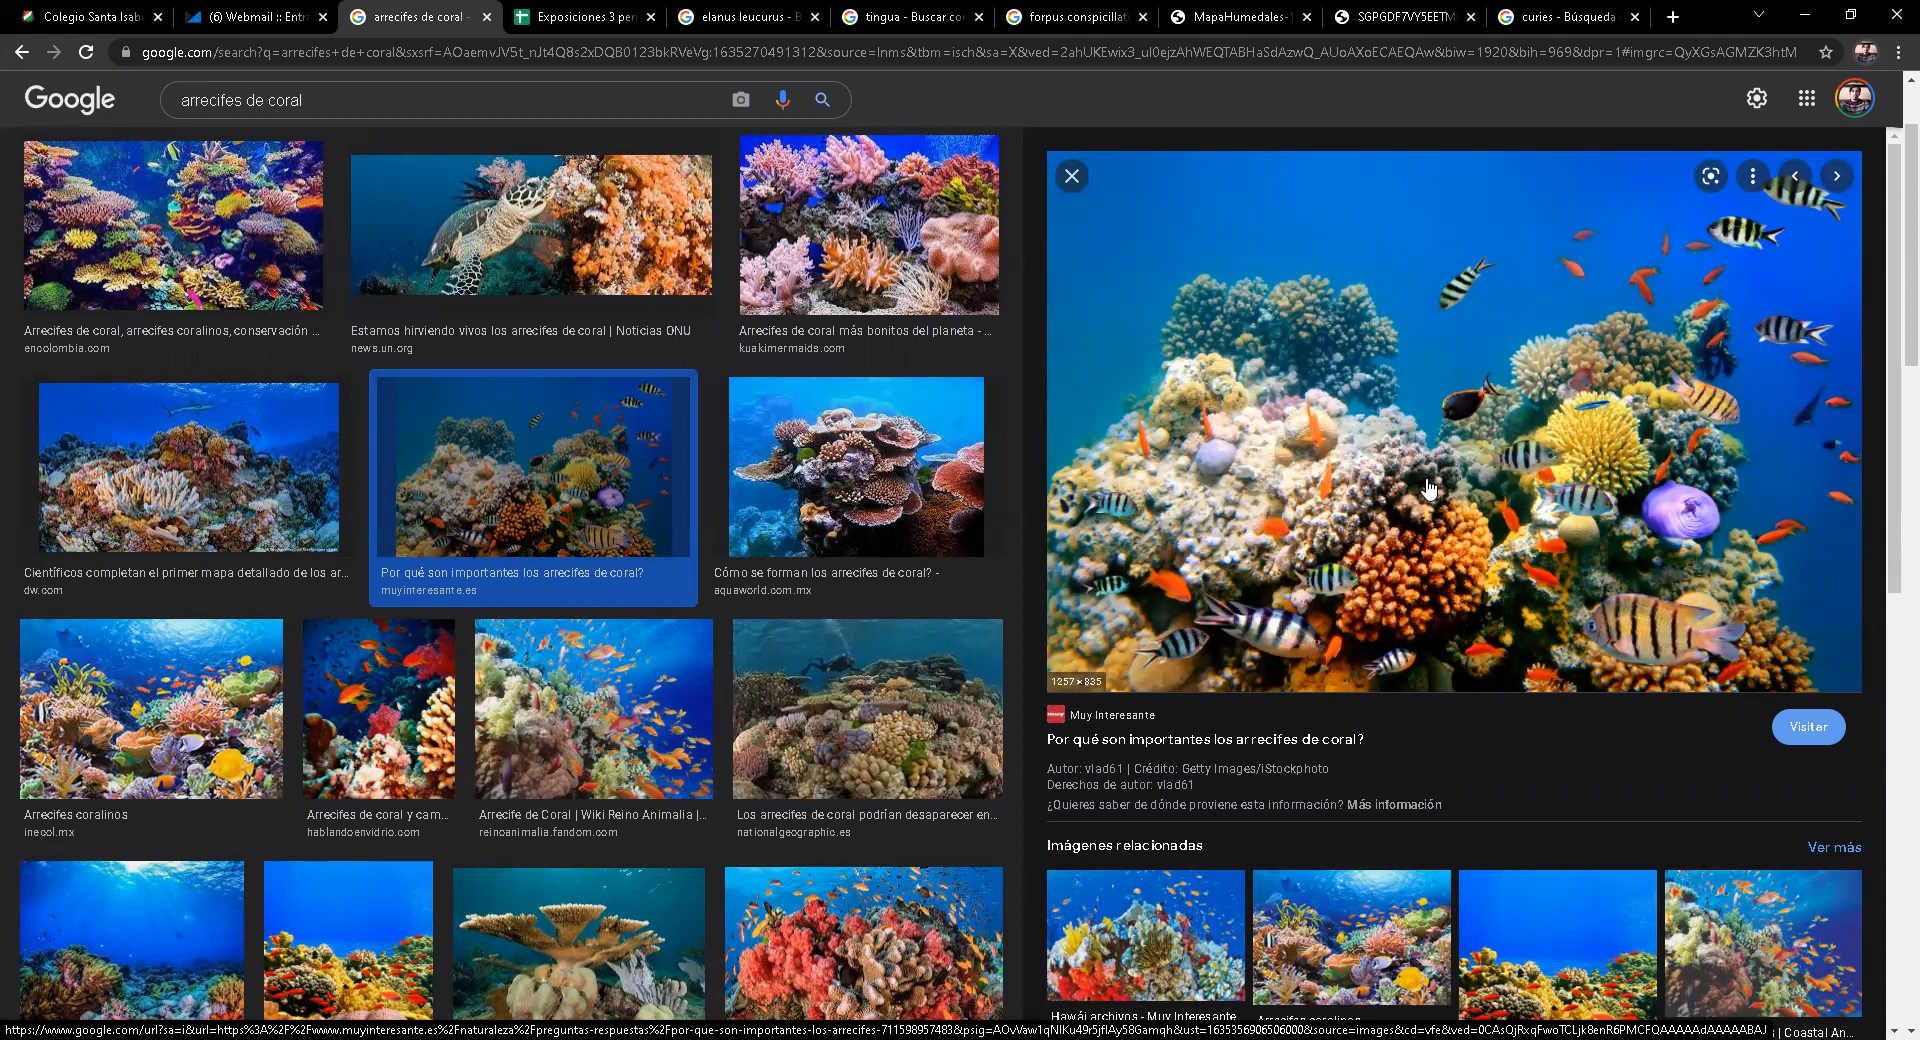 Colegio Santa Isabe
(6) Webmail :: Entra
arrecifes de coral -
Exposiciones 3 per
elanus leucurus - B
tingua - Buscar co
forpus conspicillat
MapaHumedales-1
SGPGDF7VY5EETM
curies - Búsqueda
google.com/search?q=arrecifes+de+coral&sxsrf=AOaemvJV5t_nJt4Q8s2xDQB0123bkRVeVg:1635270491312&source=lnms&tbm=isch&sa=X&ved=2ahUKEwix3_ul0ejzAhWEQTABHaSdAzwQ_AUoAXoECAEQAw&biw=1920&bih=969&dpr=1#imgrc=QyXGsAGMZK3htM
Google
arrecifes de coral
Arrecifes de coral, arrecifes coralinos, conservación ...
encolombia.com
Estamos hirviendo vivos los arrecifes de coral | Noticias ONU
news.un.org
Arrecifes de coral más bonitos del planeta - ...
kuakimermaids.com
Científicos completan el primer mapa detallado de los ar...
dw.com
Por qué son importantes los arrecifes de coral?
muyinteresante.es
Cómo se forman los arrecifes de coral? -
aquaworld.com.mx
Arrecifes coralinos
inecol.mx
Arrecifes de coral y cam...
hablandoenvidrio.com
Arrecife de Coral | Wiki Reino Animalia |...
reinoanimalia.fandom.com
Los arrecifes de coral podrían desaparecer en...
nationalgeographic.es
1257 × 835
Muy Interesante
Visitar
Por qué son importantes los arrecifes de coral?
Autor: vlad61 | Crédito: Getty Images/iStockphoto
Derechos de autor: vlad61
¿Quieres saber de dónde proviene esta información? Más información
Imágenes relacionadas
Ver más
Hawái archivos - Muy Interesante
Arrecifes coralinos
| Coastal An...
https://www.google.com/url?sa=i&url=https%3A%2F%2Fwww.muyinteresante.es%2Fnaturaleza%2Fpreguntas-respuestas%2Fpor-que-son-importantes-los-arrecifes-711598957483&psig=AOvVaw1qNIKu49r5jfIAy58Gamqh&ust=1635356906506000&source=images&cd=vfe&ved=0CAsQjRxqFwoTCLjk8enR6PMCFQAAAAAdAAAAABAJ